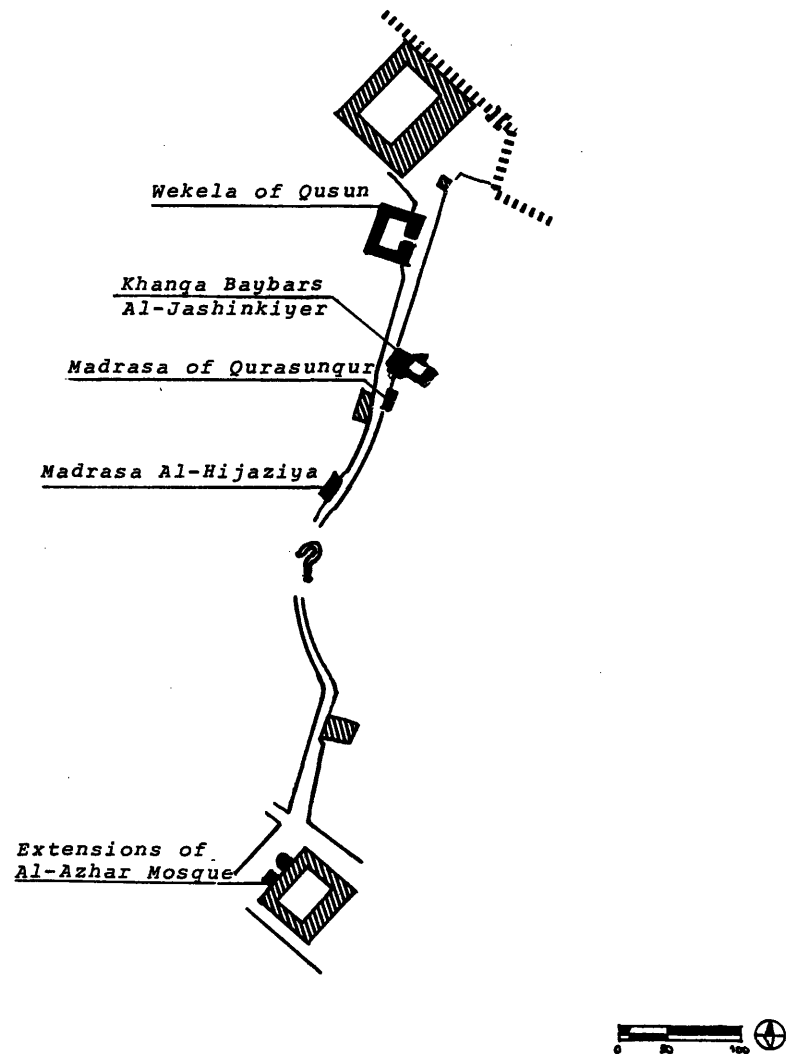 Wekela of Qusun
Khanqa Baybars
Al-Jashinkiyer
Madrasa of Qurasunqur
Madrasa Al-Hijaziya
?
Extensions of
Al-Azhar Mosque
0 50 100